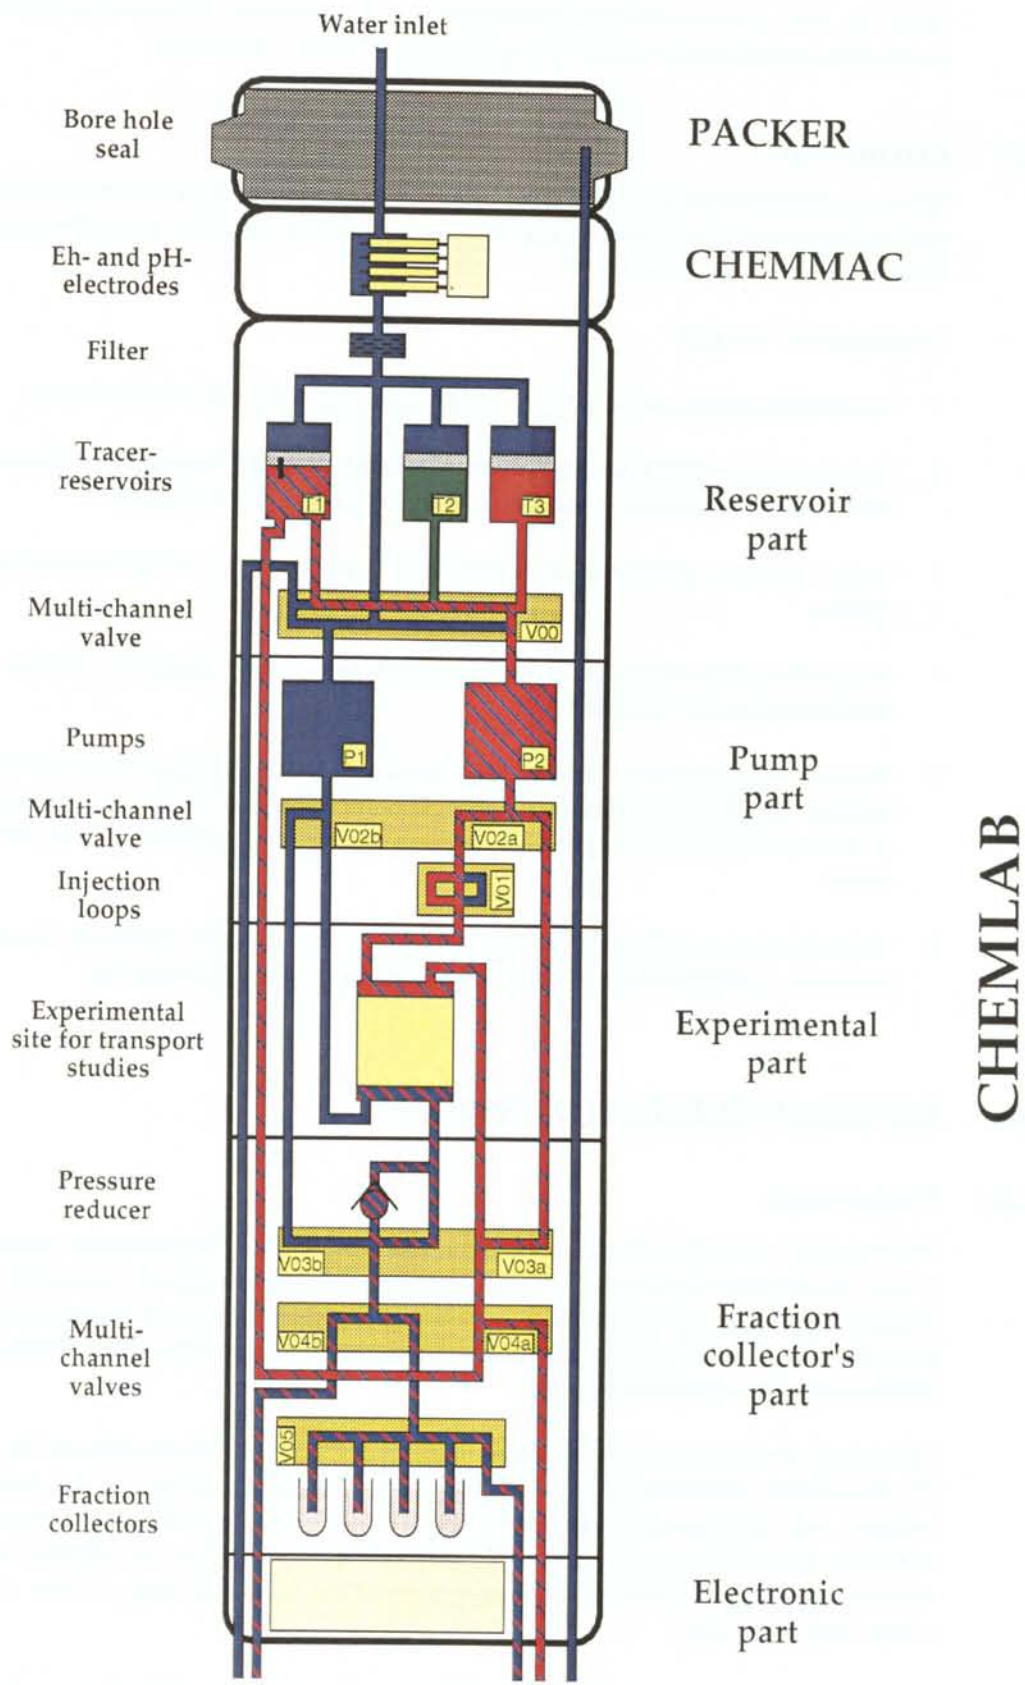 Water inlet
Bore hole
seal
PACKER
Eh- and pH-
electrodes
CHEMMAC
Filter
Tracer-
reservoirs
T1
T2
T3
Reservoir
part
Multi-channel
valve
V00
Pumps
P1
P2
Pump
part
Multi-channel
valve
V02b
V02a
Injection
loops
V01
CHEMLAB
Experimental
site for transport
studies
Experimental
part
Pressure
reducer
V03b
V03a
Multi-
channel
valves
V04b
V04a
Fraction
collector's
part
V05
Fraction
collectors
Electronic
part